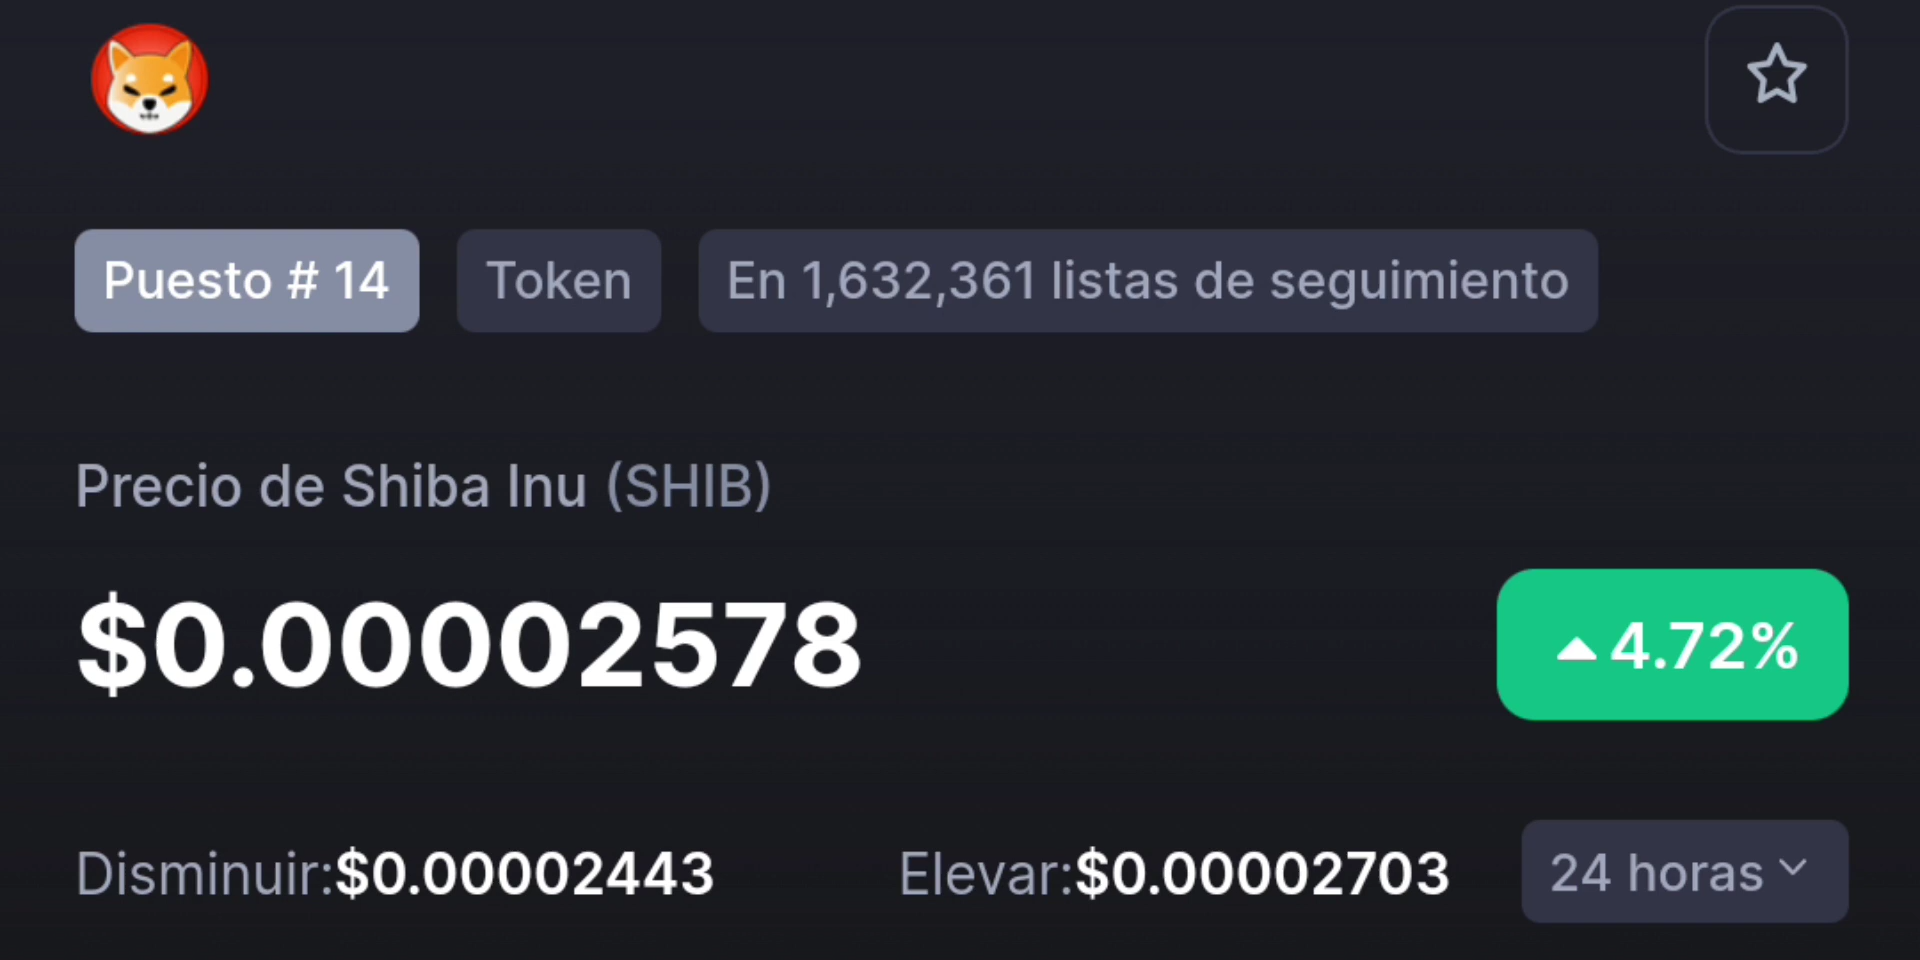 Puesto # 14 Token En 1,632,361 listas de seguimiento
Precio de Shiba Inu (SHIB)
$0.00002578 4.72%
Disminuir:$0.00002443 Elevar:$0.00002703 24 horas